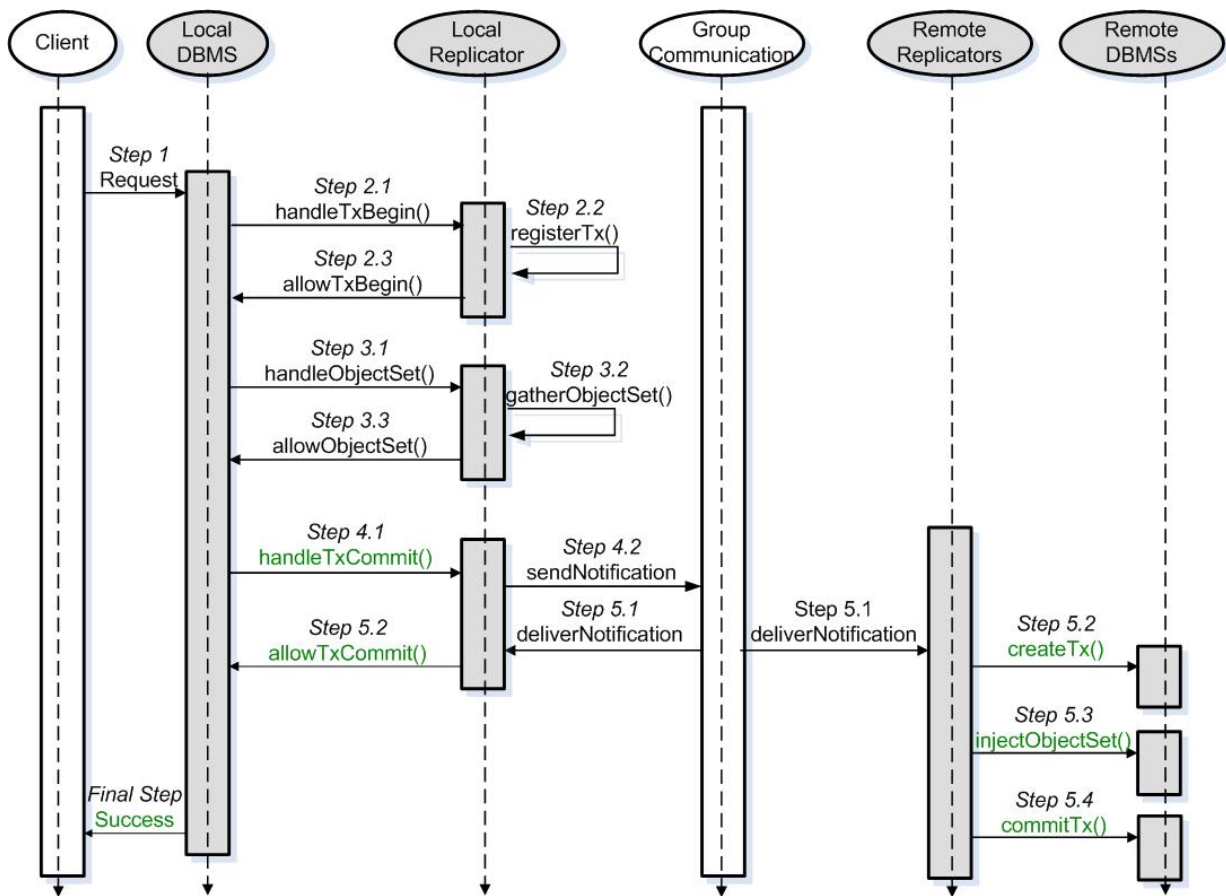 Client
Local
DBMS
Local
Replicator
Group
Communication
Remote
Replicators
Remote
DBMSs
Step 1
Request
Step 2.1
handleTxBegin()
Step 2.2
registerTx()
Step 2.3
allowTxBegin()
Step 3.1
handleObjectSet()
Step 3.2
gatherObjectSet()
Step 3.3
allowObjectSet()
Step 4.1
handleTxCommit()
Step 4.2
sendNotification
Step 5.1
deliverNotification
Step 5.1
deliverNotification
Step 5.2
allowTxCommit()
Step 5.2
createTx()
Step 5.3
injectObjectSet()
Step 5.4
commitTx()
Final Step
Success